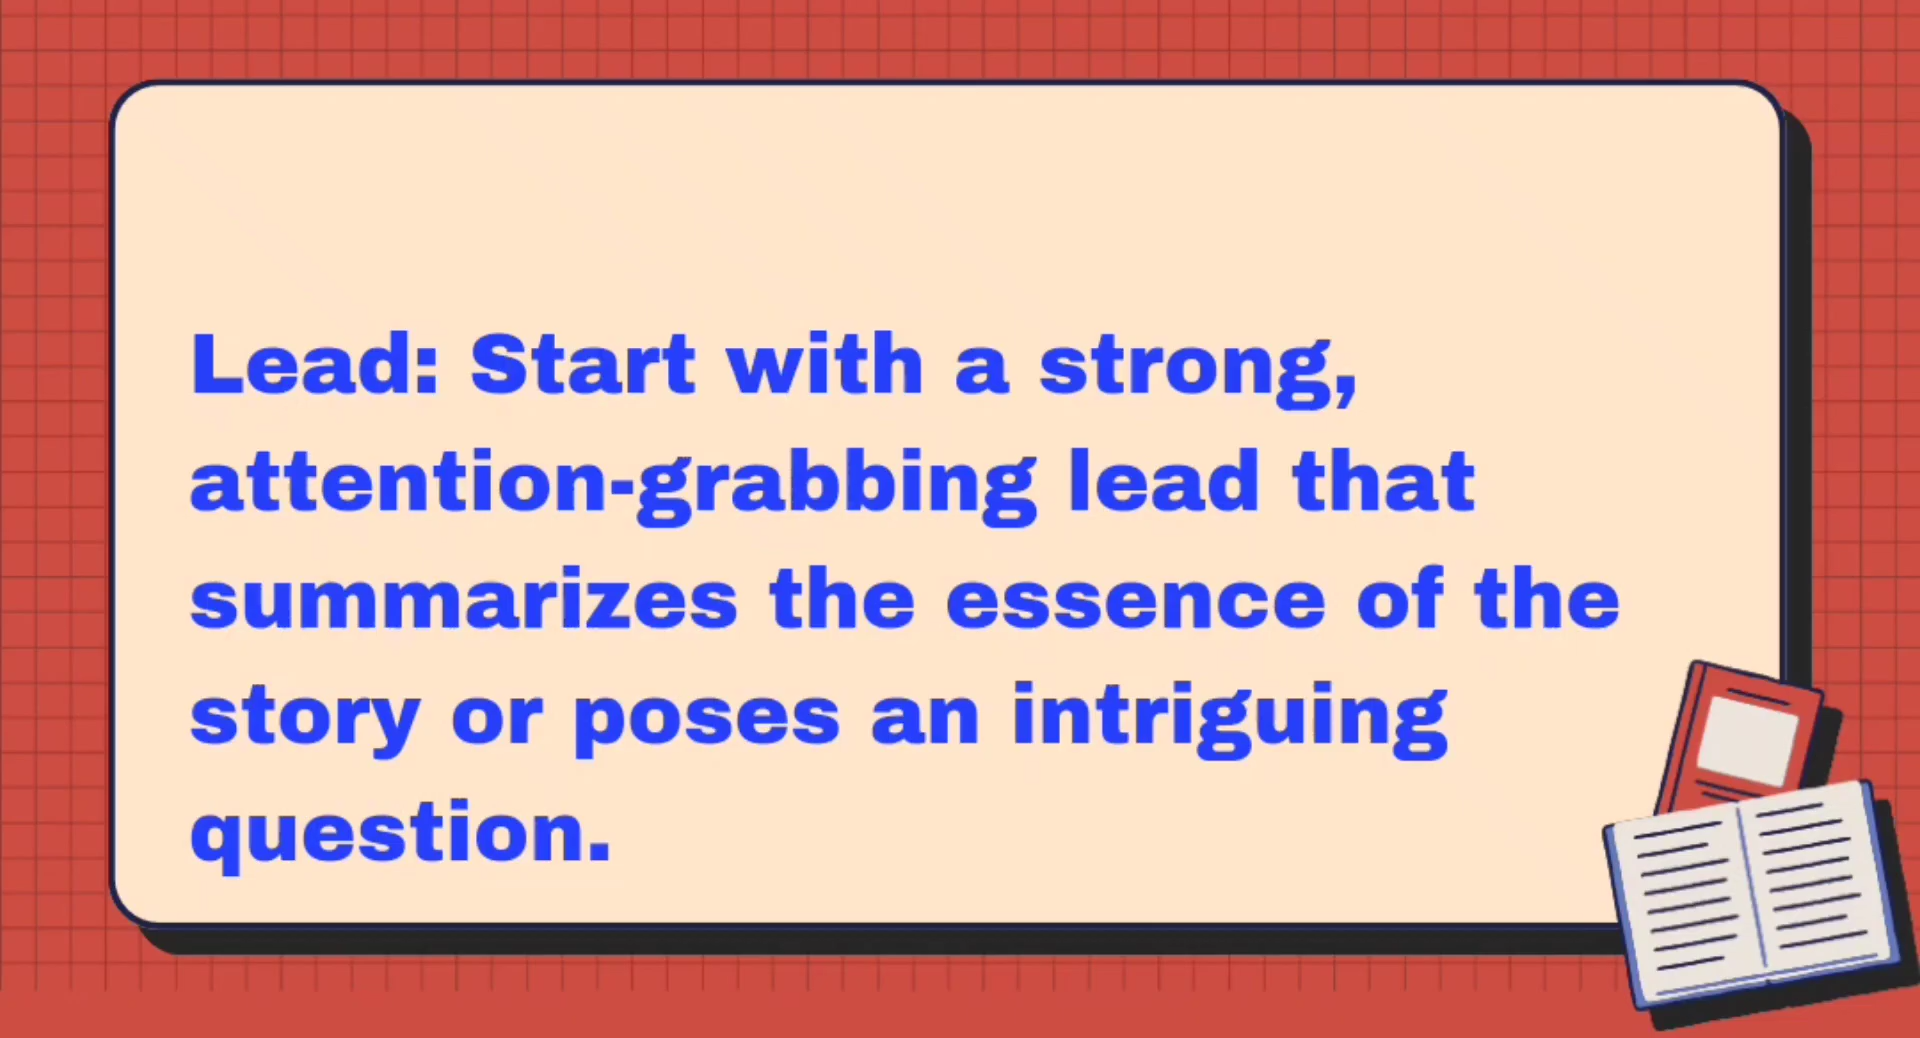 Lead: Start with a strong,
attention-grabbing lead that
summarizes the essence of the
story or poses an intriguing
question.